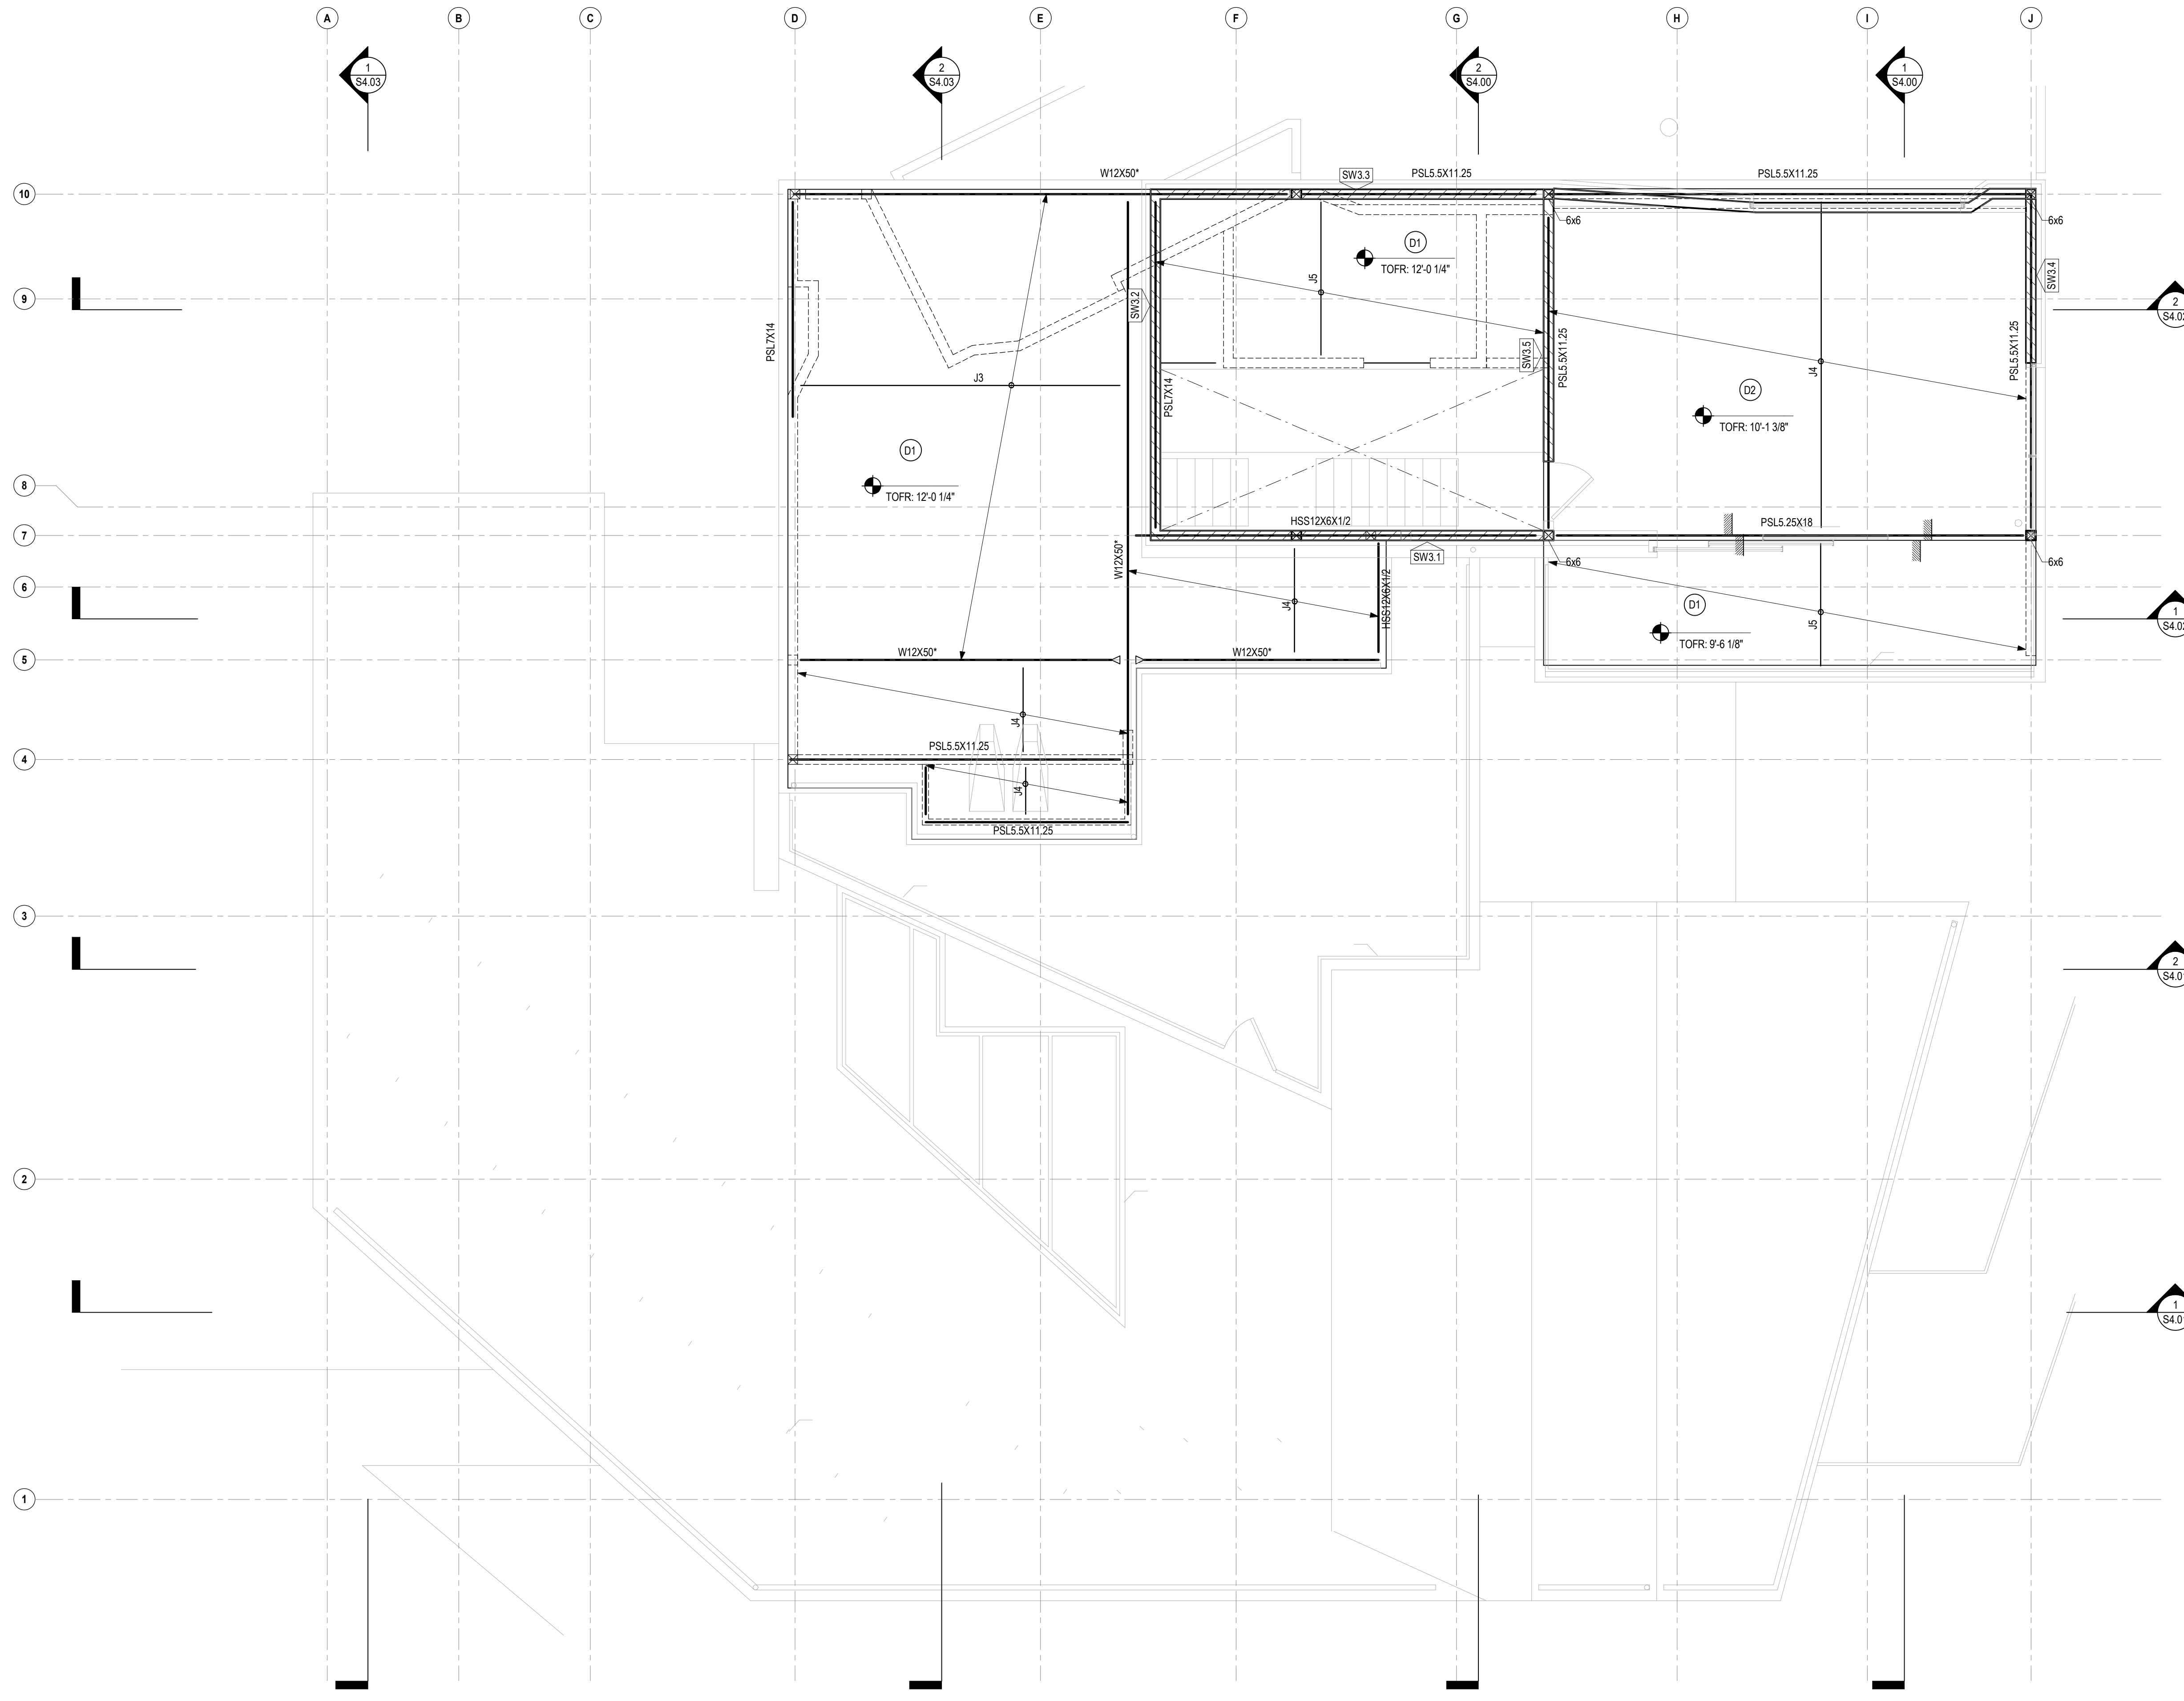 A
B
C
D
E
F
G
H
I
J
1
S4.03
2
S4.03
2
S4.00
1
S4.00
W12X50*
SW3.3
PSL5.5X11.25
PSL5.5X11.25
10
6x6
6x6
D1
TOFR: 12'-0 1/4"
J5
SW3.4
9
SW3.2
2
PSL7X14
SW3.5
PSL5.5X11.25
PSL5.5X11.25
J3
PSL7X14
J4
D2
TOFR: 10'-1 3/8"
D1
8
TOFR: 12'-0 1/4"
HSS12X6X1/2
PSL5.25X18
7
W12X50*
SW3.1
6x6
6x6
6
HSS12X6X1/2
J4
D1
1
J5
TOFR: 9'-6 1/8"
5
W12X50*
W12X50*
J4
PSL5.5X11.25
4
J4
PSL5.5X11.25
3
2
2
1
1